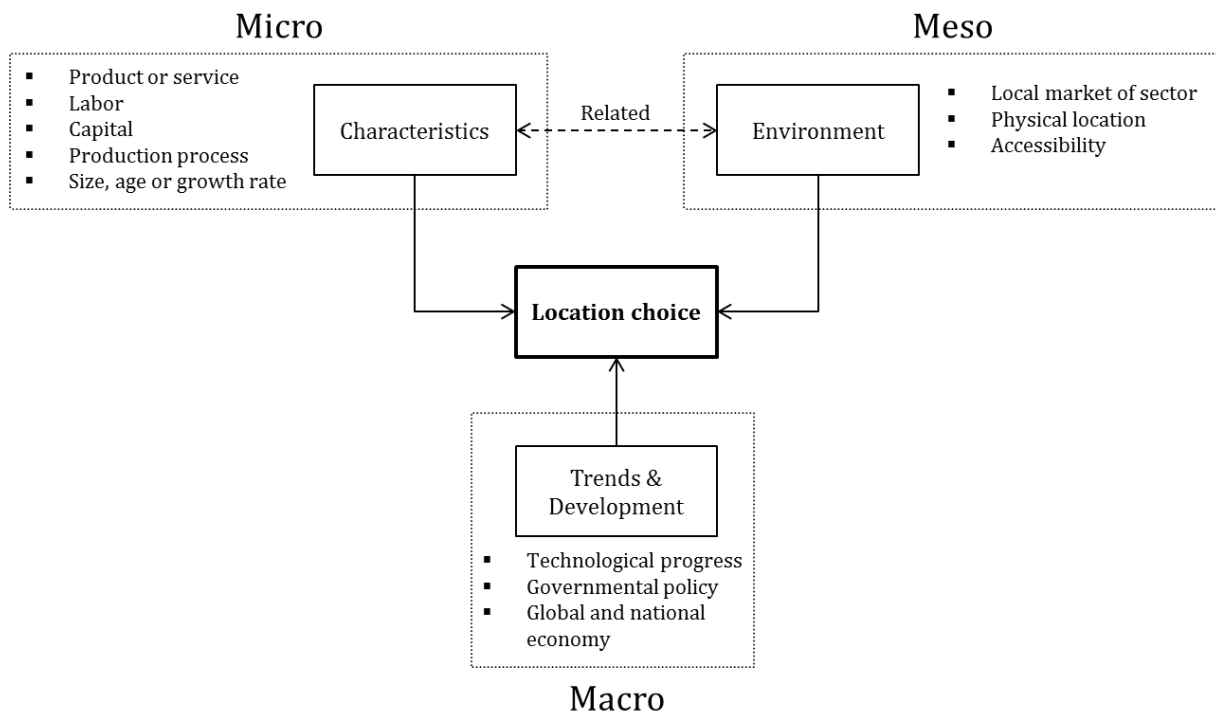 Micro
▪ Product or service
▪ Labor
▪ Capital
▪ Production process
▪ Size, age or growth rate
Characteristics
Related
Meso
Environment
▪ Local market of sector
▪ Physical location
▪ Accessibility
Location choice
Trends &
Development
▪ Technological progress
▪ Governmental policy
▪ Global and national
economy
Macro